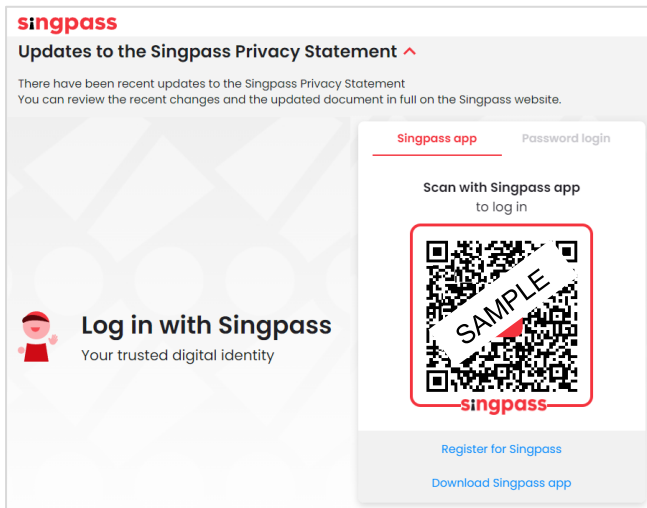 singpass
Updates to the Singpass Privacy Statement
There have been recent updates to the Singpass Privacy Statement
You can review the recent changes and the updated document in full on the Singpass website.
Singpass app
Password login
Scan with Singpass app
to log in
SAMPLE
singpass
Log in with Singpass
Your trusted digital identity
Register for Singpass
Download Singpass app